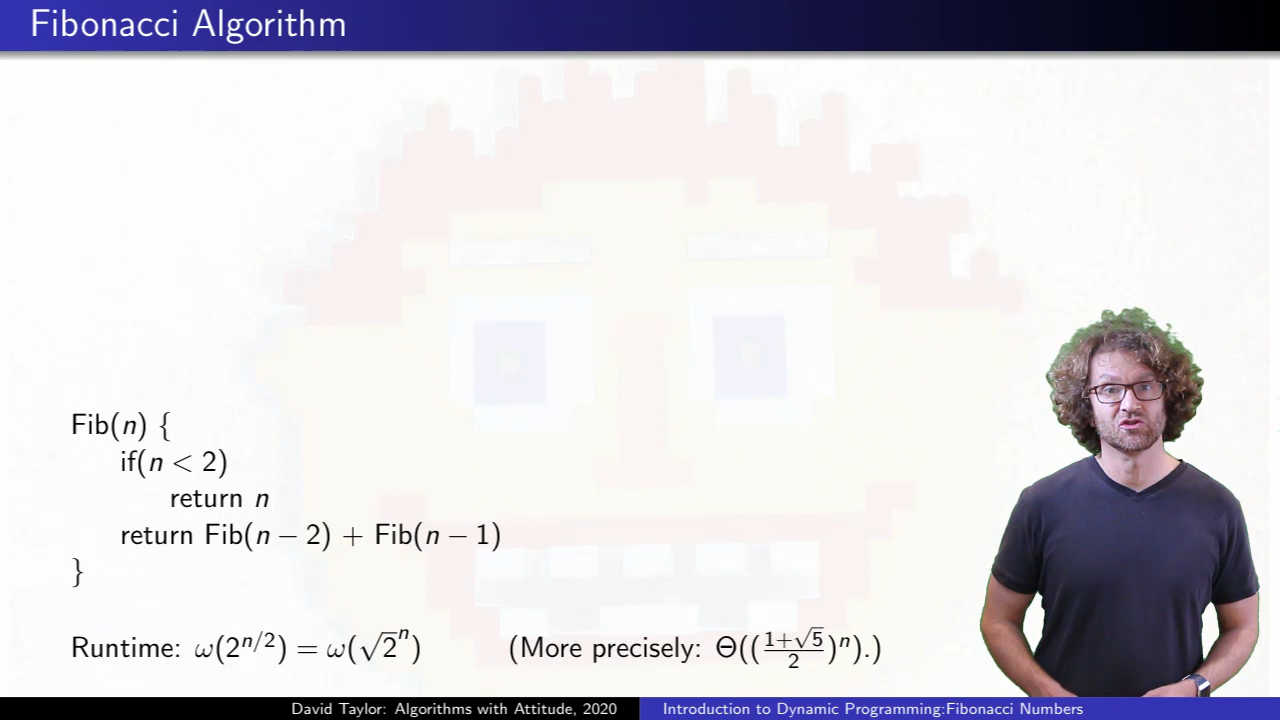 Fibonacci Algorithm
Fib(n) {
if(n < 2)
return n
return Fib(n − 2) + Fib(n − 1)
}
Runtime: ω(2^{n/2}) = ω(√2^n) (More precisely: Θ(((1+√5)/2)^n).)
David Taylor: Algorithms with Attitude, 2020 Introduction to Dynamic Programming:Fibonacci Numbers